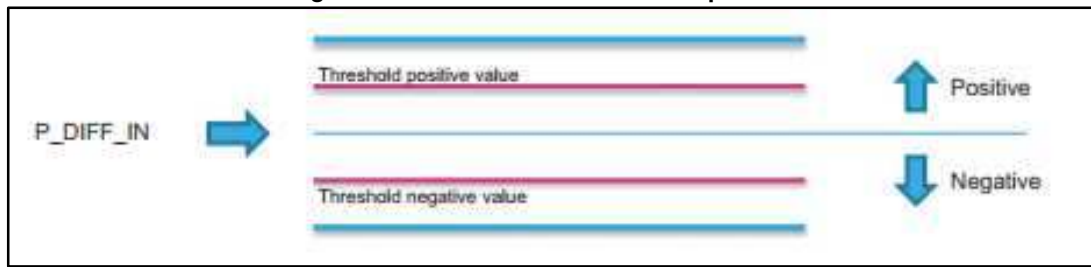 Threshold positive value
Positive
P_DIFF_IN
Threshold negative value
Negative